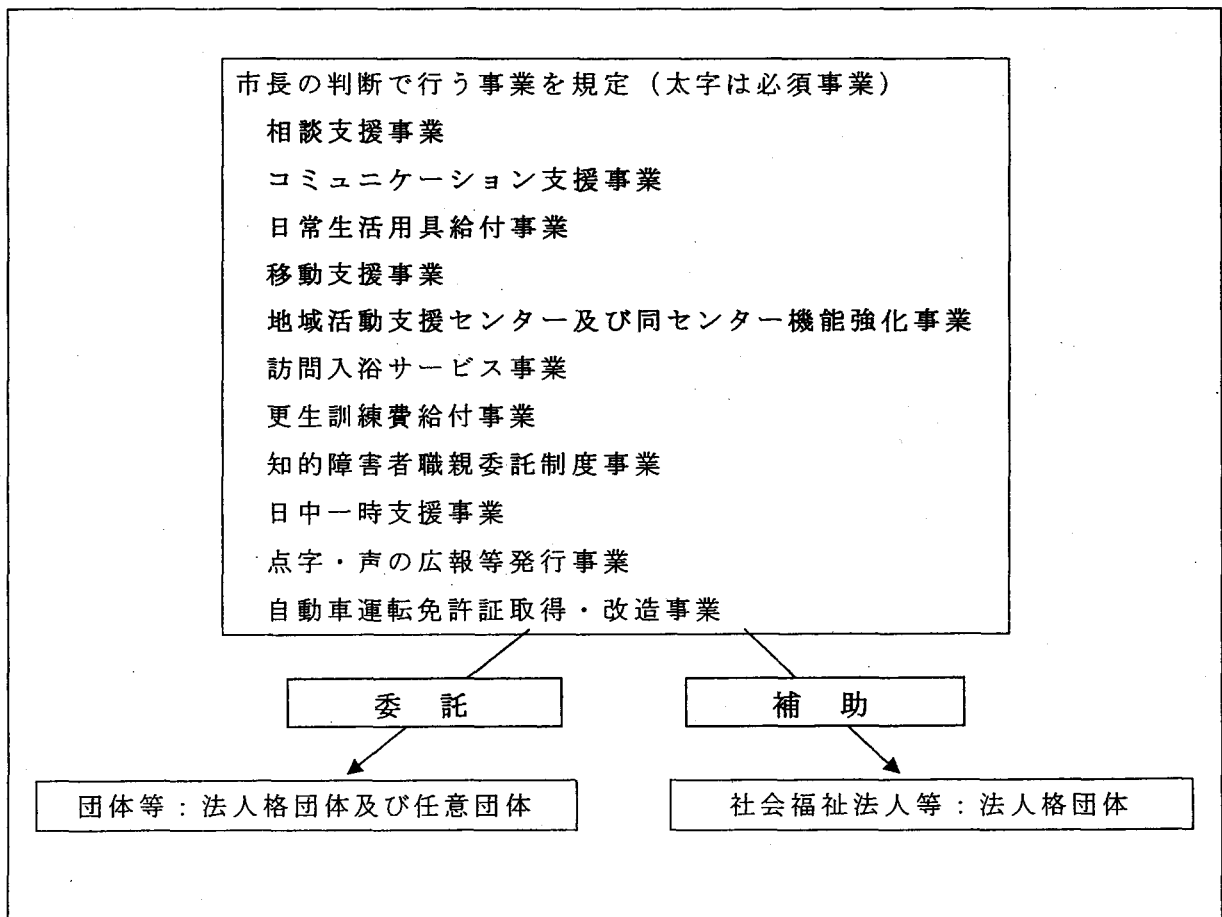 市長の判断で行う事業を規定（太字は必須事業）
相談支援事業
コミュニケーション支援事業
日常生活用具給付事業
移動支援事業
地域活動支援センター及び同センター機能強化事業
訪問入浴サービス事業
更生訓練費給付事業
知的障害者職親委託制度事業
日中一時支援事業
点字・声の広報等発行事業
自動車運転免許証取得・改造事業
委　託
補　助
団体等：法人格団体及び任意団体
社会福祉法人等：法人格団体